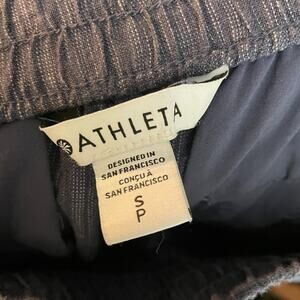 ATHLETA
DESIGNED IN
SAN FRANCISCO
CONÇU À
SAN FRANCISCO
S
P